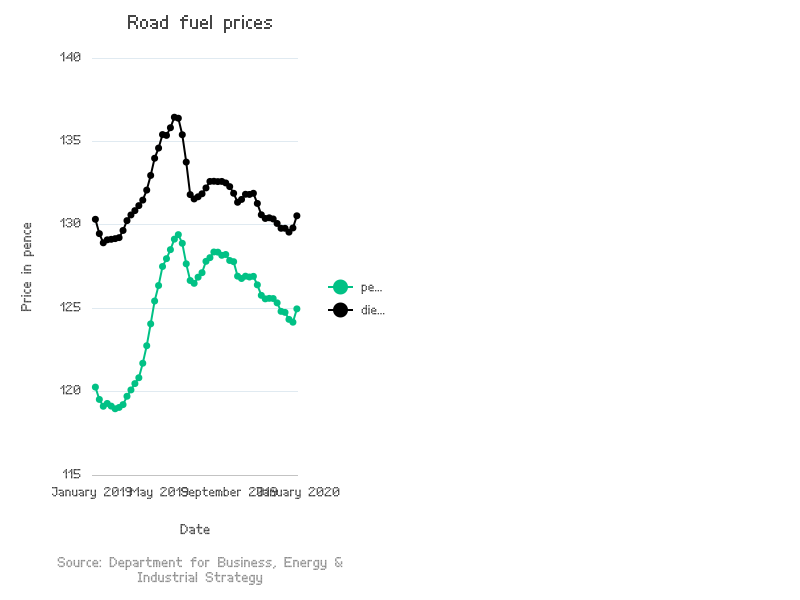 Road fuel prices
140
135
130
125
120
115
Price in pence
pe...
die...
January 2019 May 2019 September 2019 January 2020
Date
Source: Department for Business, Energy &
Industrial Strategy